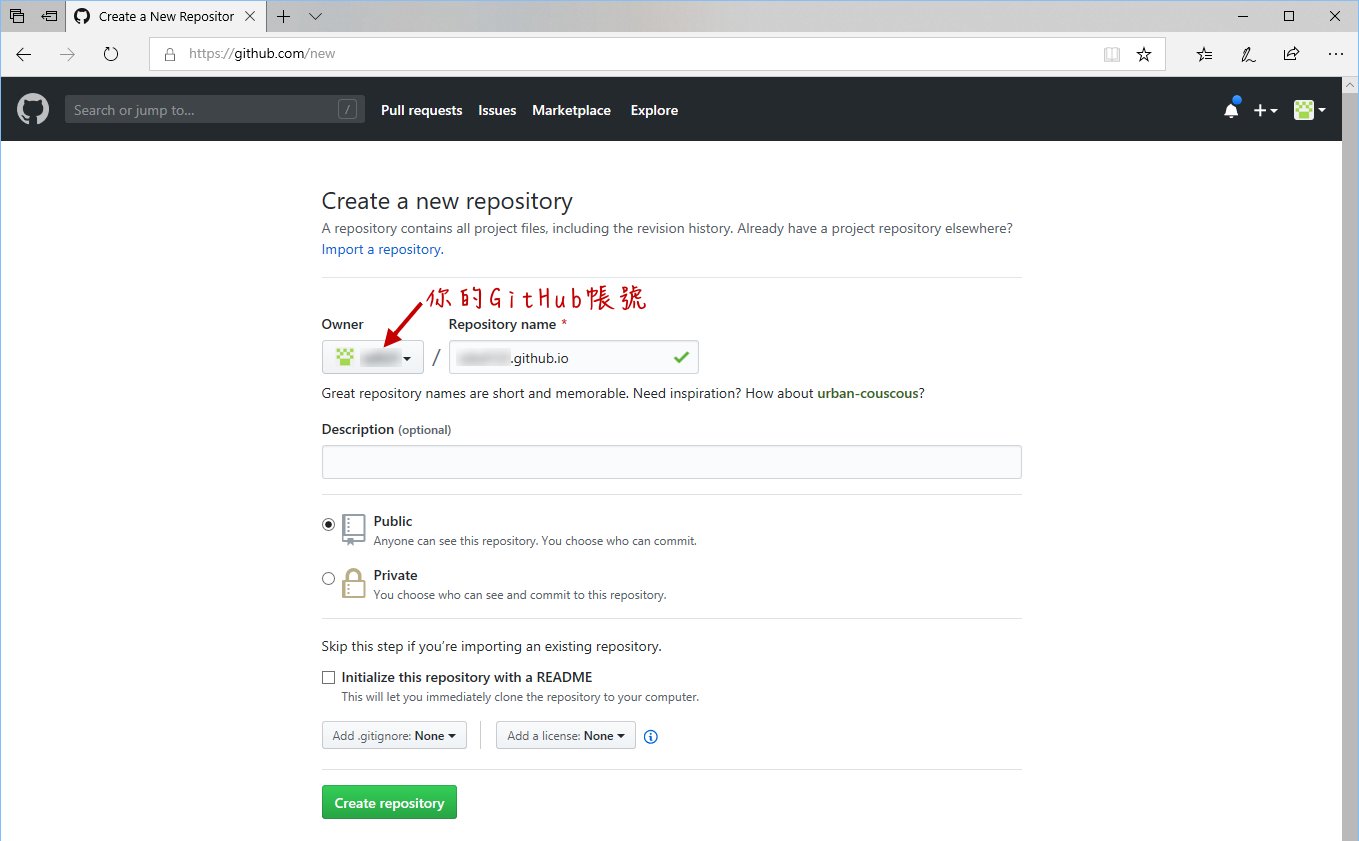 Create a New Repositor
https://github.com/new
Search or jump to... /
Pull requests Issues Marketplace Explore
Create a new repository
A repository contains all project files, including the revision history. Already have a project repository elsewhere?
Import a repository.
你的GitHub帳號
Owner Repository name *
/ .github.io
Great repository names are short and memorable. Need inspiration? How about urban-couscous?
Description (optional)
Public
Anyone can see this repository. You choose who can commit.
Private
You choose who can see and commit to this repository.
Skip this step if you’re importing an existing repository.
Initialize this repository with a README
This will let you immediately clone the repository to your computer.
Add .gitignore: None Add a license: None
Create repository